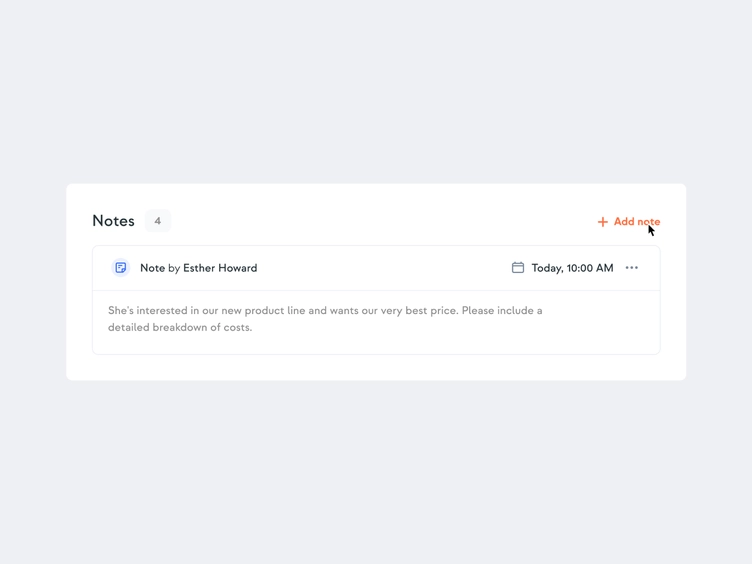 Notes 4
+ Add note
Note by Esther Howard
Today, 10:00 AM
She's interested in our new product line and wants our very best price. Please include a
detailed breakdown of costs.